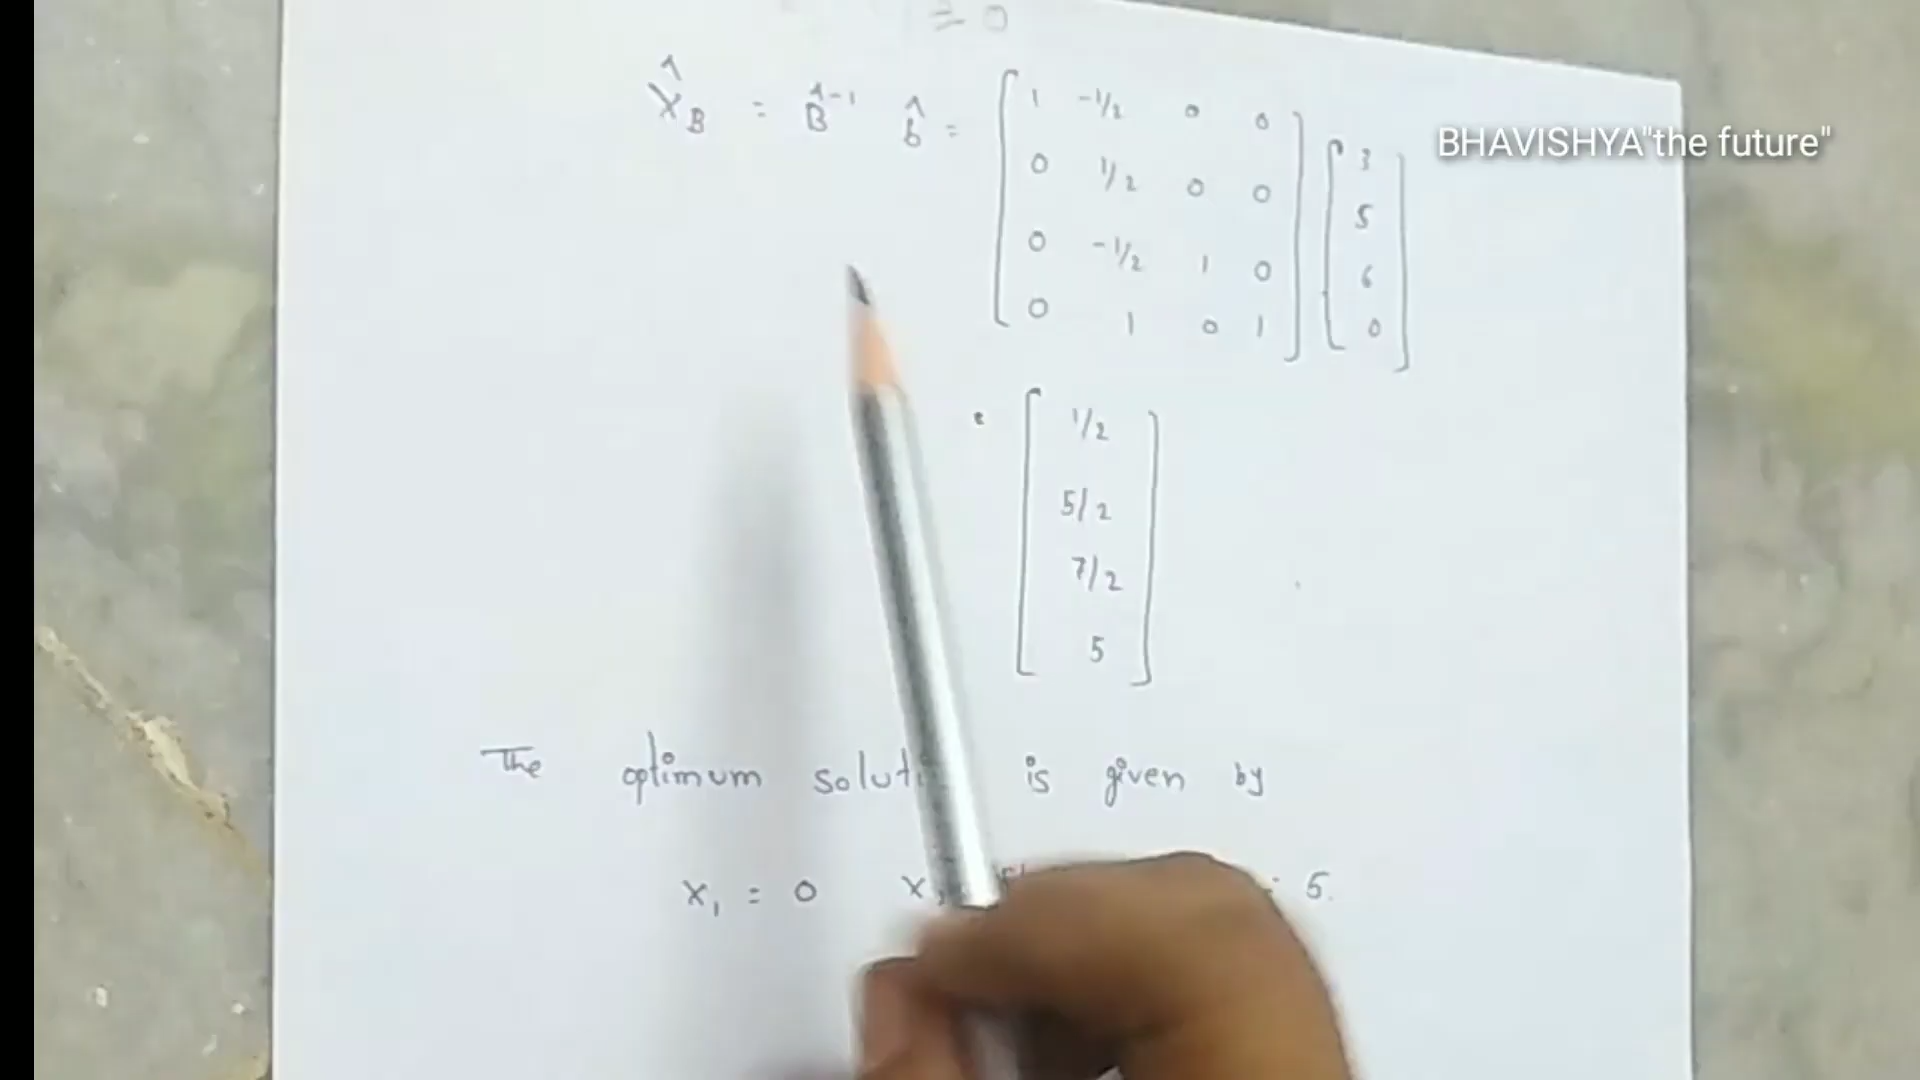 ≥ 0
X̂_B = B̂⁻¹ b̂ = [ 1 -1/2 0 0 ] [ 3 ]
BHAVISHYA"the future"
0 1/2 0 0 5
0 -1/2 1 0 6
0 1 0 1 0
[ 1/2 ]
5/2
7/2
5
The optimum is given by
x₁ = 0 5.